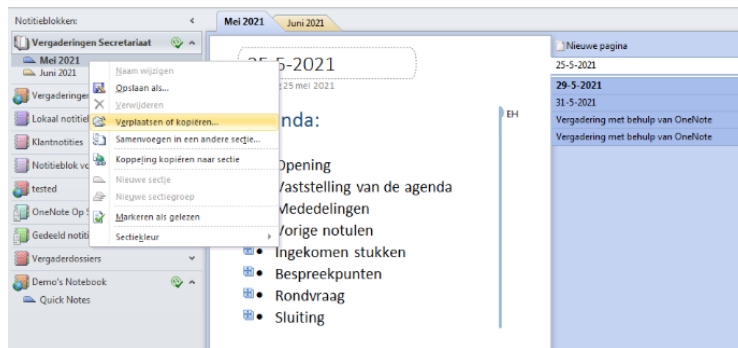 Notitieblokken:
Vergaderingen Secretariaat
Mei 2021
Juni 2021
Vergaderingen
Lokaal notitiel
Klantnotities
Notitieblok vo
tested
OneNote Op S
Gedeeld notiti
Vergaderdossiers
Demo's Notebook
Quick Notes
Naam wijzigen
Opslaan als...
Verwijderen
Verplaatsen of kopiëren...
Samenvoegen in een andere sectie...
Koppeling kopiëren naar sectie
Nieuwe sectie
Nieuwe sectiegroep
Markeren als gelezen
Sectiekleur
Mei 2021
Juni 2021
25-5-2021
25 mei 2021
nda:
EH
Opening
Vaststelling van de agenda
Mededelingen
Vorige notulen
Ingekomen stukken
Bespreekpunten
Rondvraag
Sluiting
Nieuwe pagina
25-5-2021
29-5-2021
31-5-2021
Vergadering met behulp van OneNote
Vergadering met behulp van OneNote